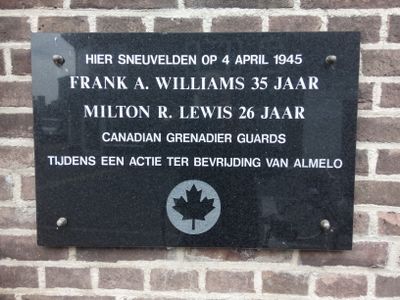 HIER SNEUVELDEN OP 4 APRIL 1945
FRANK A. WILLIAMS 35 JAAR
MILTON R. LEWIS 26 JAAR
CANADIAN GRENADIER GUARDS
TIJDENS EEN ACTIE TER BEVRIJDING VAN ALMELO